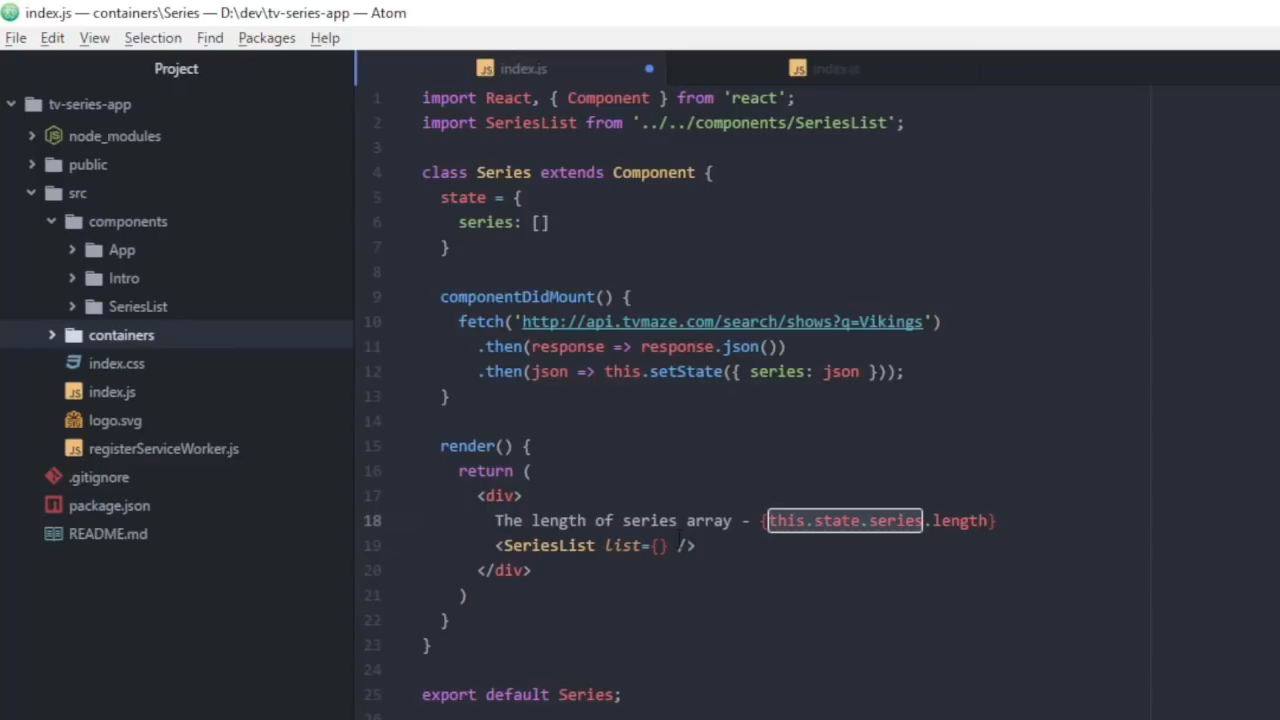 index.js — containers\Series — D:\dev\tv-series-app — Atom
File Edit View Selection Find Packages Help
Project
index.js
index.js
tv-series-app
node_modules
public
src
components
App
Intro
SeriesList
containers
index.css
index.js
logo.svg
registerServiceWorker.js
.gitignore
package.json
README.md
1 import React, { Component } from 'react';
2 import SeriesList from '../../components/SeriesList';
3
4 class Series extends Component {
5 state = {
6 series: []
7 }
8
9 componentDidMount() {
10 fetch('http://api.tvmaze.com/search/shows?q=Vikings')
11 .then(response => response.json())
12 .then(json => this.setState({ series: json }));
13 }
14
15 render() {
16 return (
17 <div>
18 The length of series array - {this.state.series.length}
19 <SeriesList list={} />
20 </div>
21 )
22 }
23 }
24
25 export default Series;